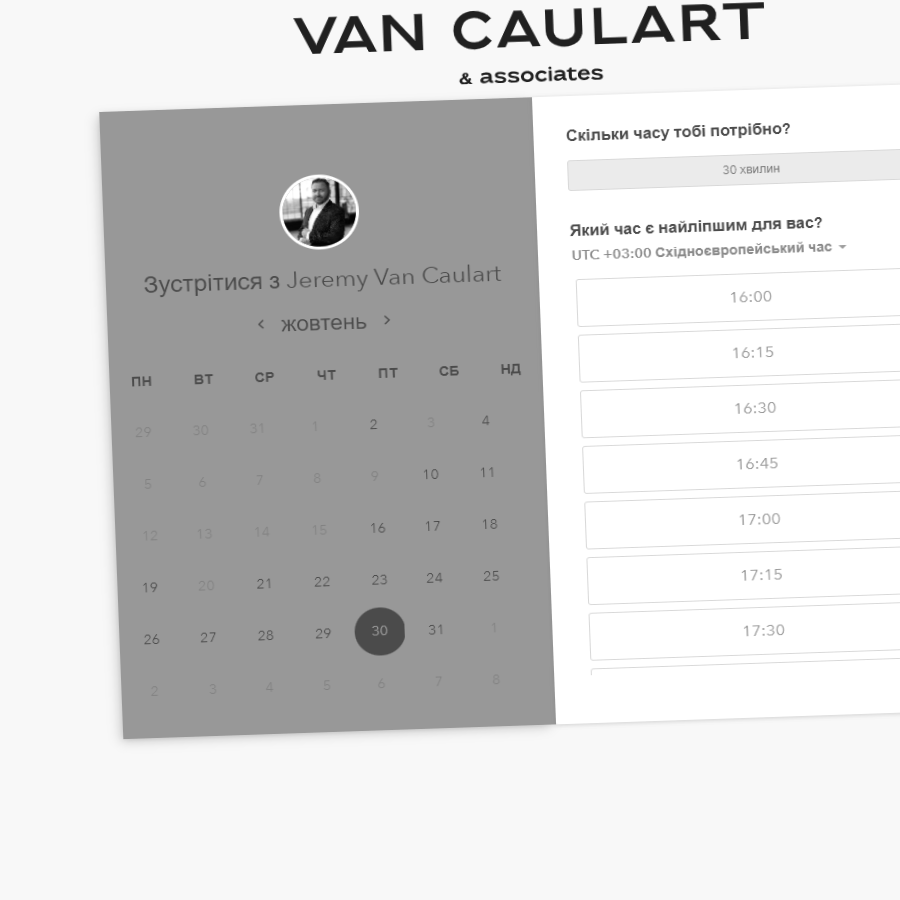 VAN CAULART
& associates
Зустрітися з Jeremy Van Caulart
жовтень
ПН ВТ СР ЧТ ПТ СБ НД
29 30 31 1 2 3 4
5 6 7 8 9 10 11
12 13 14 15 16 17 18
19 20 21 22 23 24 25
26 27 28 29 30 31 1
2 3 4 5 6 7 8
Скільки часу тобі потрібно?
30 хвилин
Який час є найліпшим для вас?
UTC +03:00 Східноєвропейський час
16:00
16:15
16:30
16:45
17:00
17:15
17:30